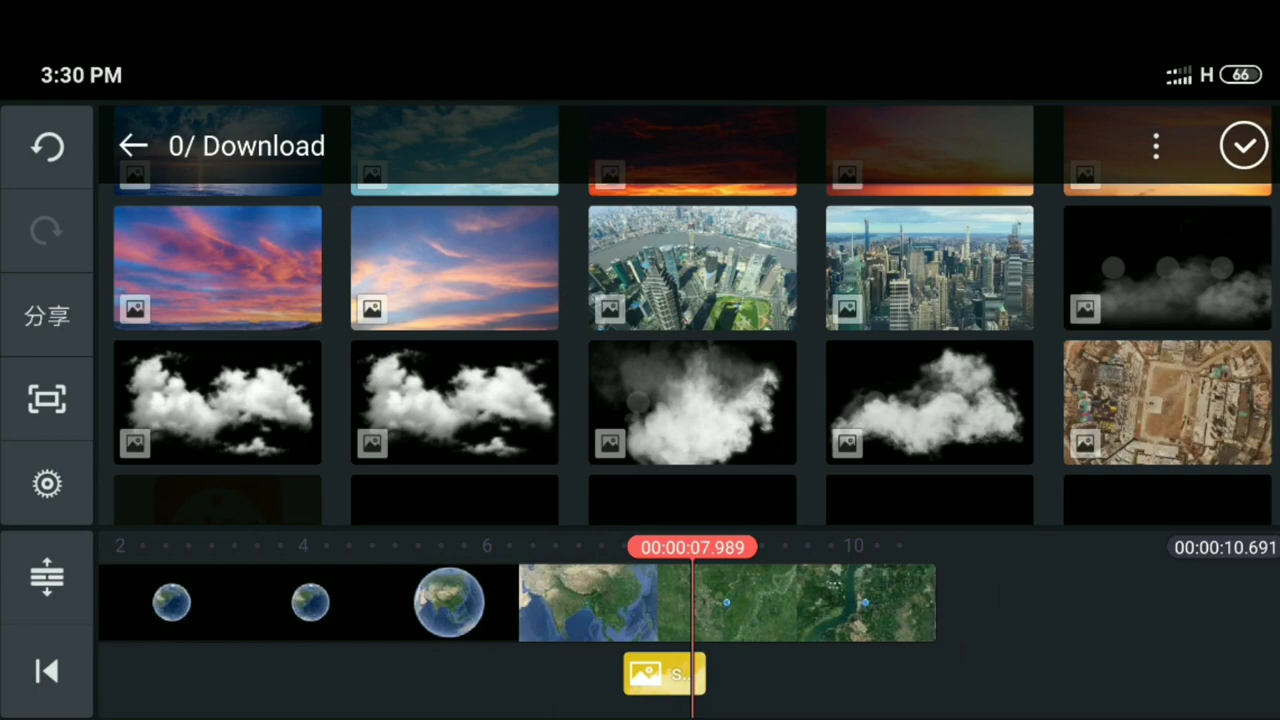 3:30 PM
H 66
0/ Download
分享
2 4 6 10
00:00:07.989
00:00:10.691
S..